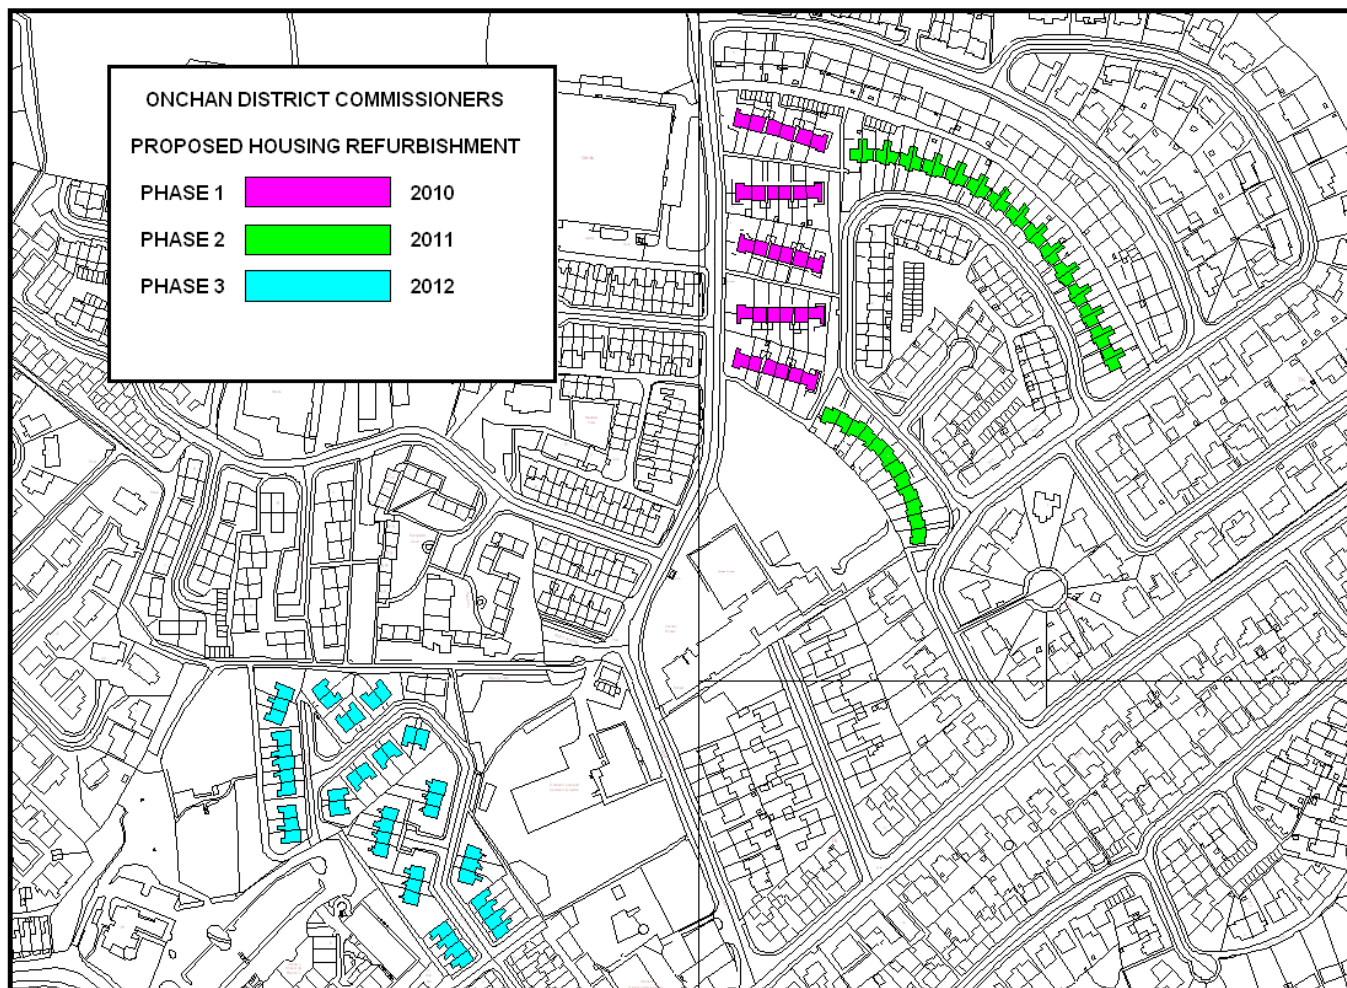 ONCHAN DISTRICT COMMISSIONERS
PROPOSED HOUSING REFURBISHMENT
PHASE 1 2010
PHASE 2 2011
PHASE 3 2012